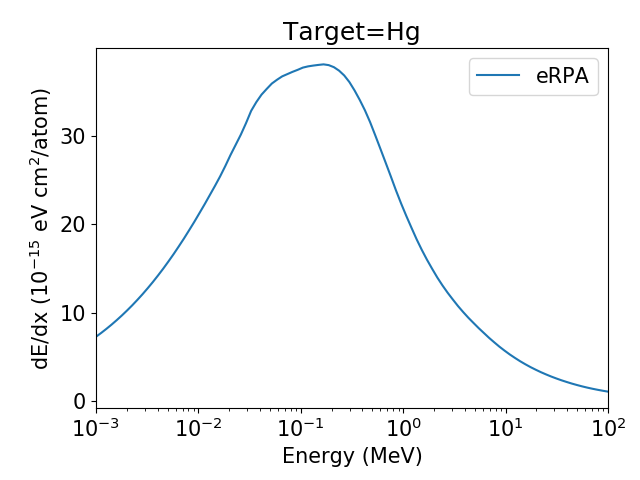 Target=Hg
eRPA
dE/dx (10⁻¹⁵ eV cm²/atom)
30
20
10
0
10⁻³ 10⁻² 10⁻¹ 10⁰ 10¹ 10²
Energy (MeV)